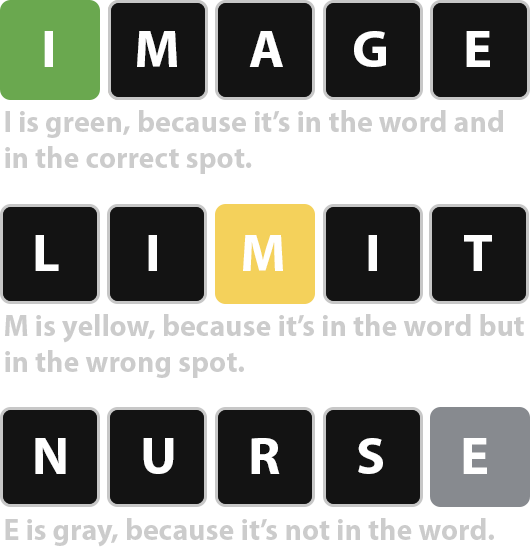 I M A G E
I is green, because it’s in the word and
in the correct spot.
L I M I T
M is yellow, because it’s in the word but
in the wrong spot.
N U R S E
E is gray, because it’s not in the word.